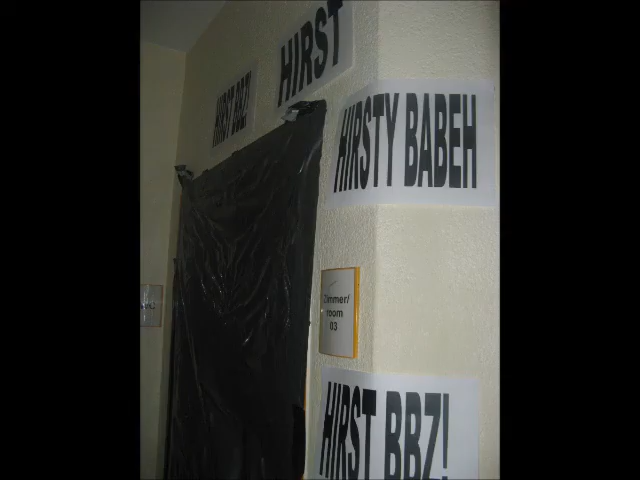 HIRST
HIRST BBZ!
HIRSTY BABEH
Zimmer/
room
03
HIRST BBZ!